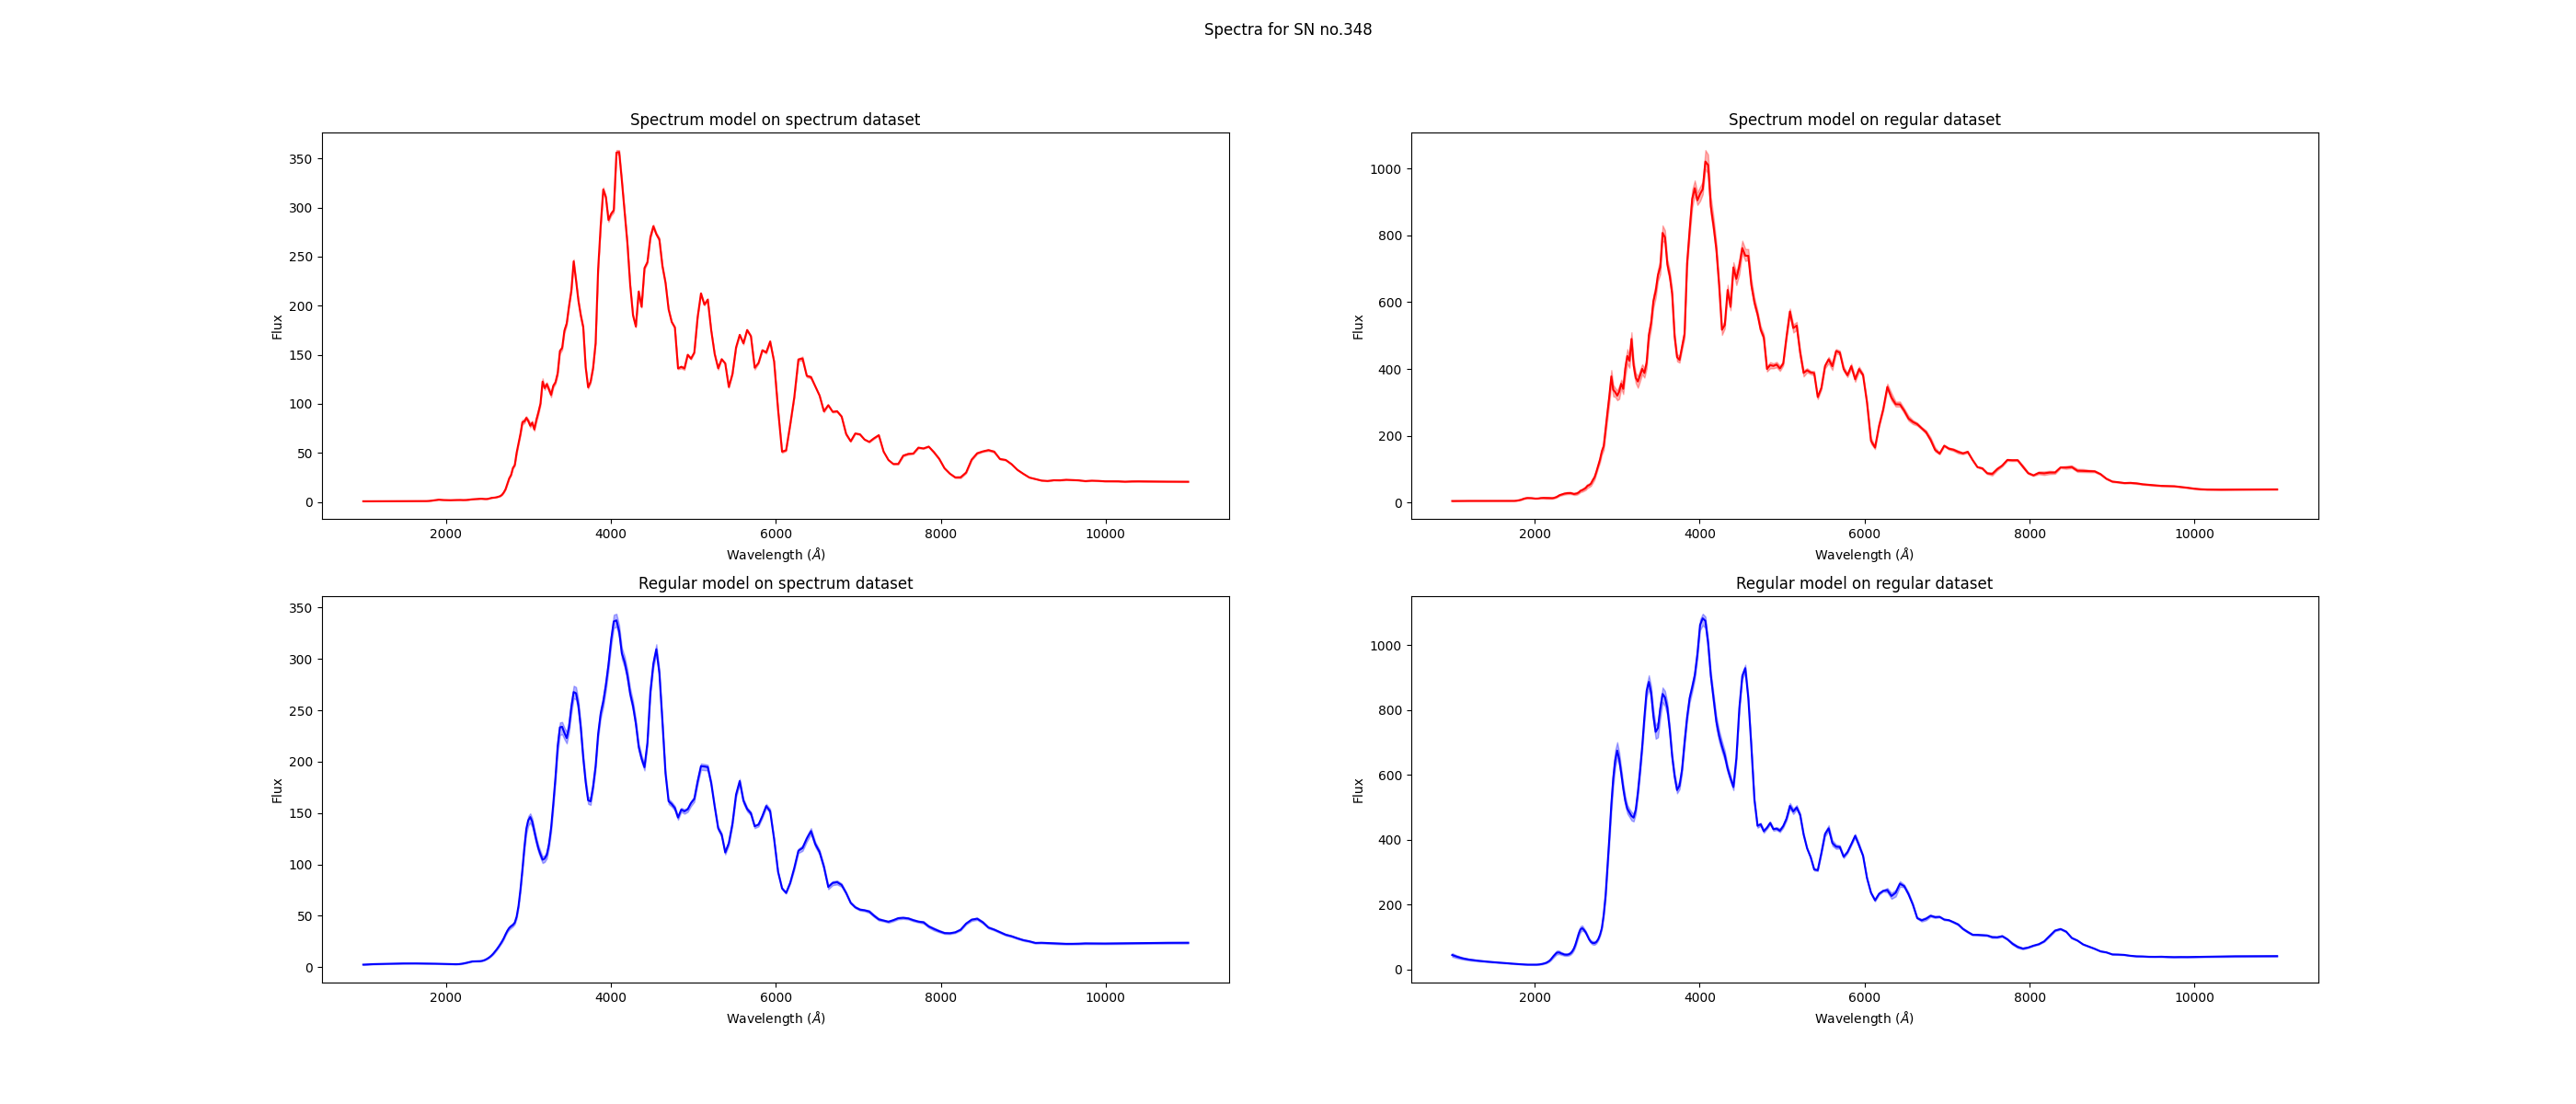 Spectra for SN no.348
Spectrum model on spectrum dataset
350
300
250
200
150
100
50
0
Flux
2000 4000 6000 8000 10000
Wavelength (Å)
Spectrum model on regular dataset
1000
800
600
400
200
0
Flux
2000 4000 6000 8000 10000
Wavelength (Å)
Regular model on spectrum dataset
350
300
250
200
150
100
50
0
Flux
2000 4000 6000 8000 10000
Wavelength (Å)
Regular model on regular dataset
1000
800
600
400
200
0
Flux
2000 4000 6000 8000 10000
Wavelength (Å)